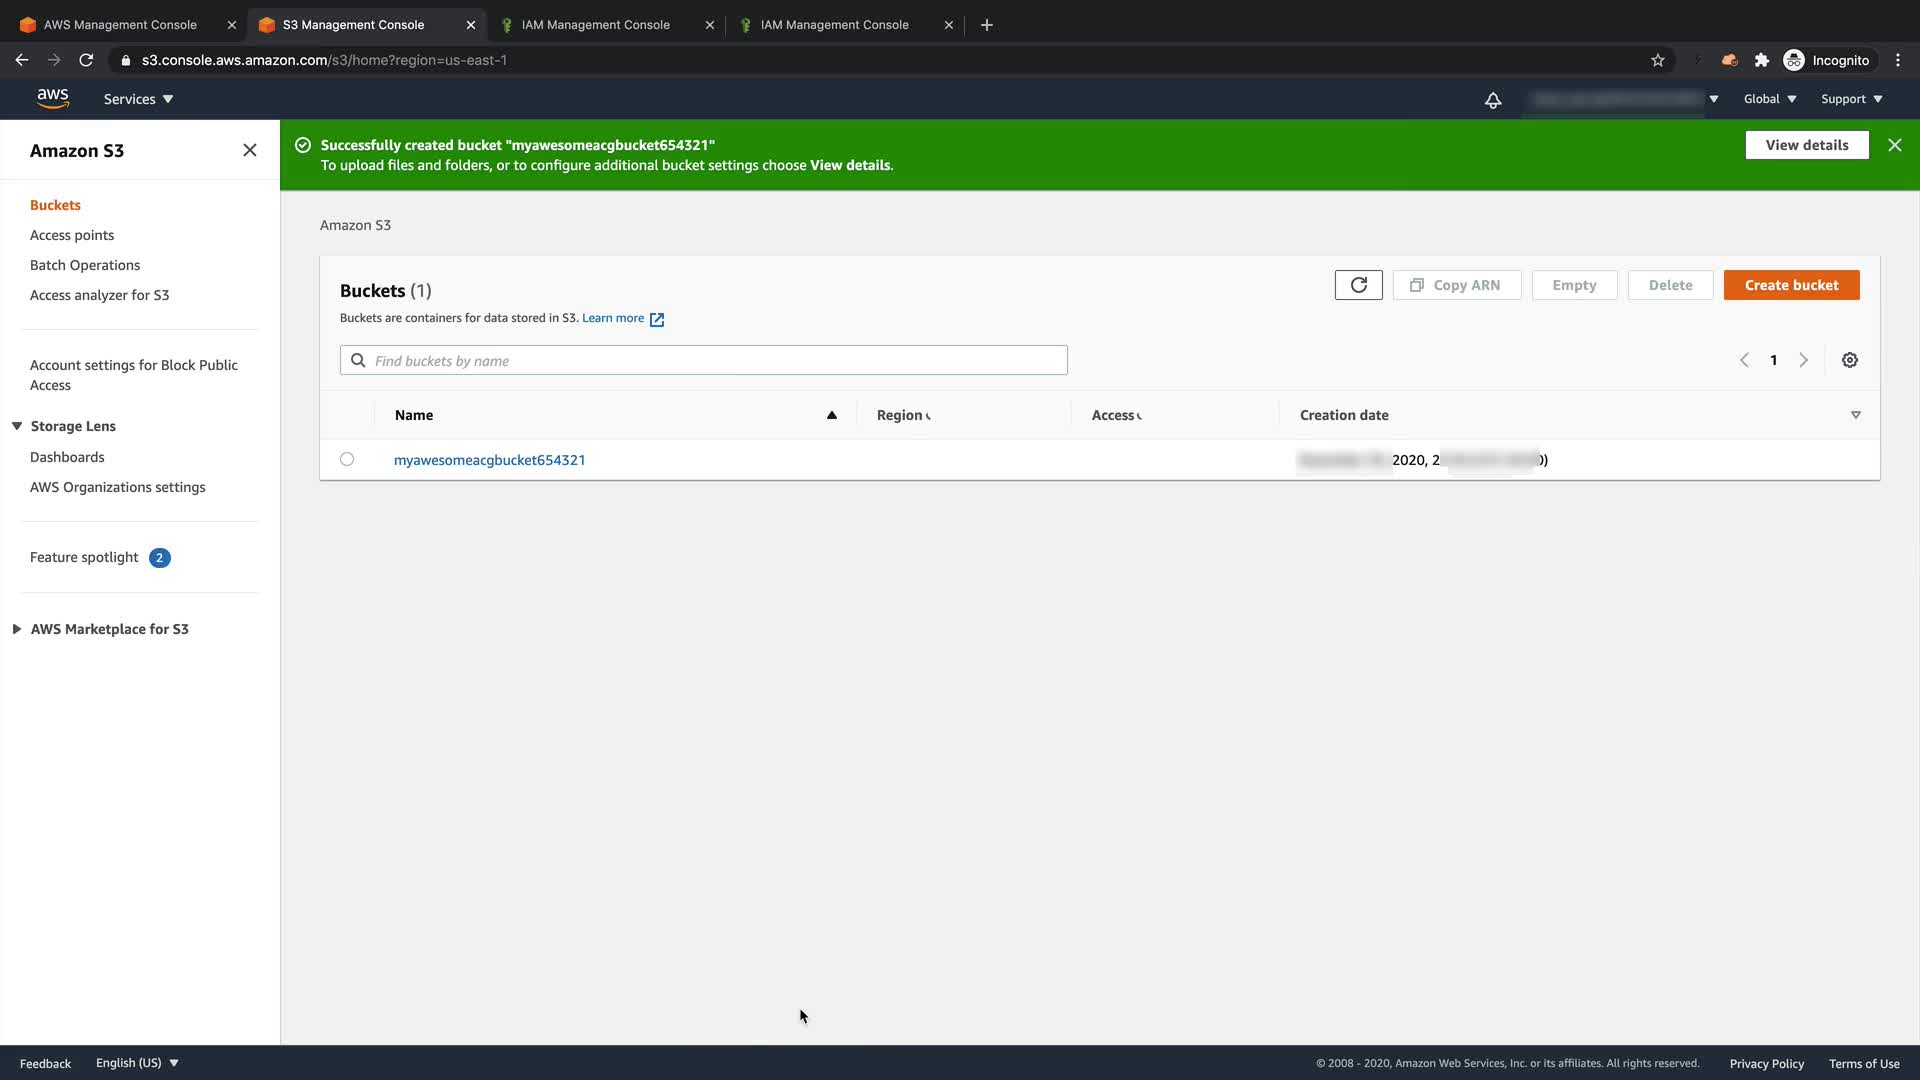 AWS Management Console
S3 Management Console
IAM Management Console
IAM Management Console
s3.console.aws.amazon.com/s3/home?region=us-east-1
Incognito
aws
Services
Global
Support
Amazon S3
Successfully created bucket "myawesomeacgbucket654321"
To upload files and folders, or to configure additional bucket settings choose View details.
View details
Buckets
Access points
Batch Operations
Access analyzer for S3
Account settings for Block Public
Access
Storage Lens
Dashboards
AWS Organizations settings
Feature spotlight 2
AWS Marketplace for S3
Amazon S3
Buckets (1)
Copy ARN
Empty
Delete
Create bucket
Buckets are containers for data stored in S3. Learn more
Find buckets by name
1
Name
Region
Access
Creation date
myawesomeacgbucket654321
2020, 2
Feedback
English (US)
© 2008 - 2020, Amazon Web Services, Inc. or its affiliates. All rights reserved.
Privacy Policy
Terms of Use